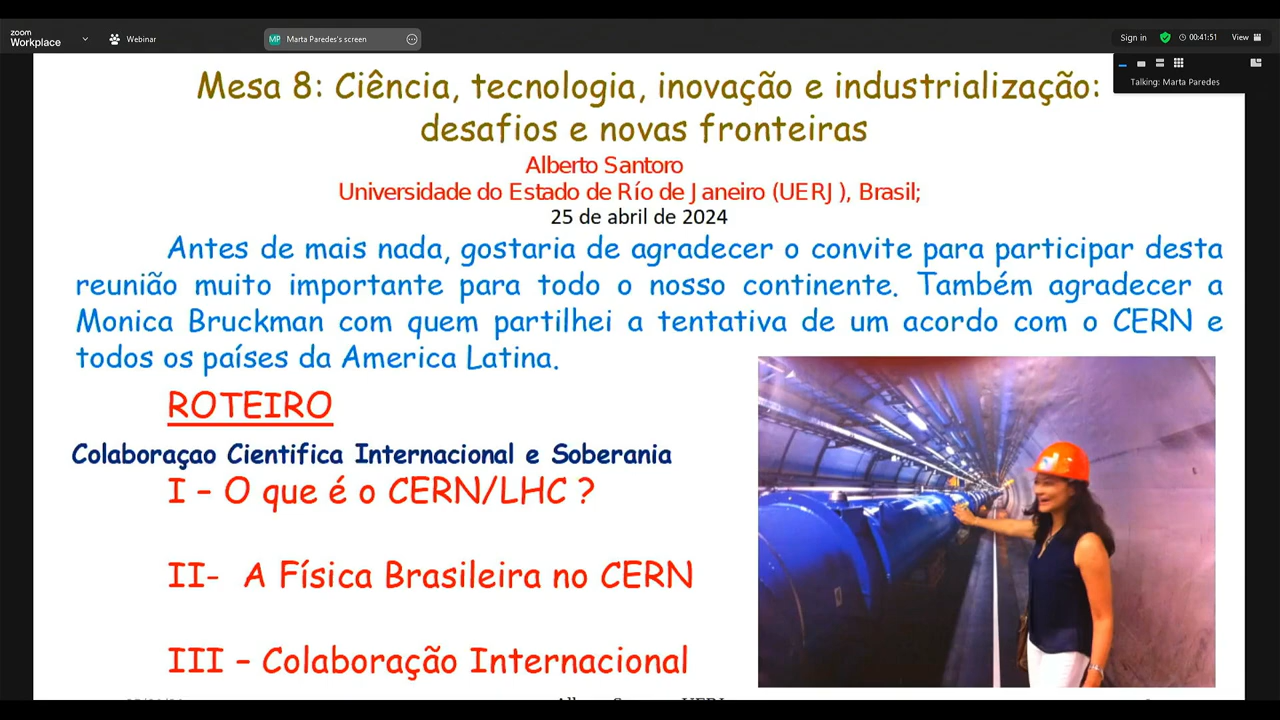 zoom
Workplace
Webinar
MP Marta Paredes's screen
Sign in
00:41:51
View
Talking: Marta Paredes
Mesa 8: Ciência, tecnologia, inovação e industrialização:
desafios e novas fronteiras
Alberto Santoro
Universidade do Estado de Río de Janeiro (UERJ), Brasil;
25 de abril de 2024
Antes de mais nada, gostaria de agradecer o convite para participar desta
reunião muito importante para todo o nosso continente. Também agradecer a
Monica Bruckman com quem partilhei a tentativa de um acordo com o CERN e
todos os países da America Latina.
ROTEIRO
Colaboraçao Cientifica Internacional e Soberania
I – O que é o CERN/LHC ?
II- A Física Brasileira no CERN
III – Colaboração Internacional